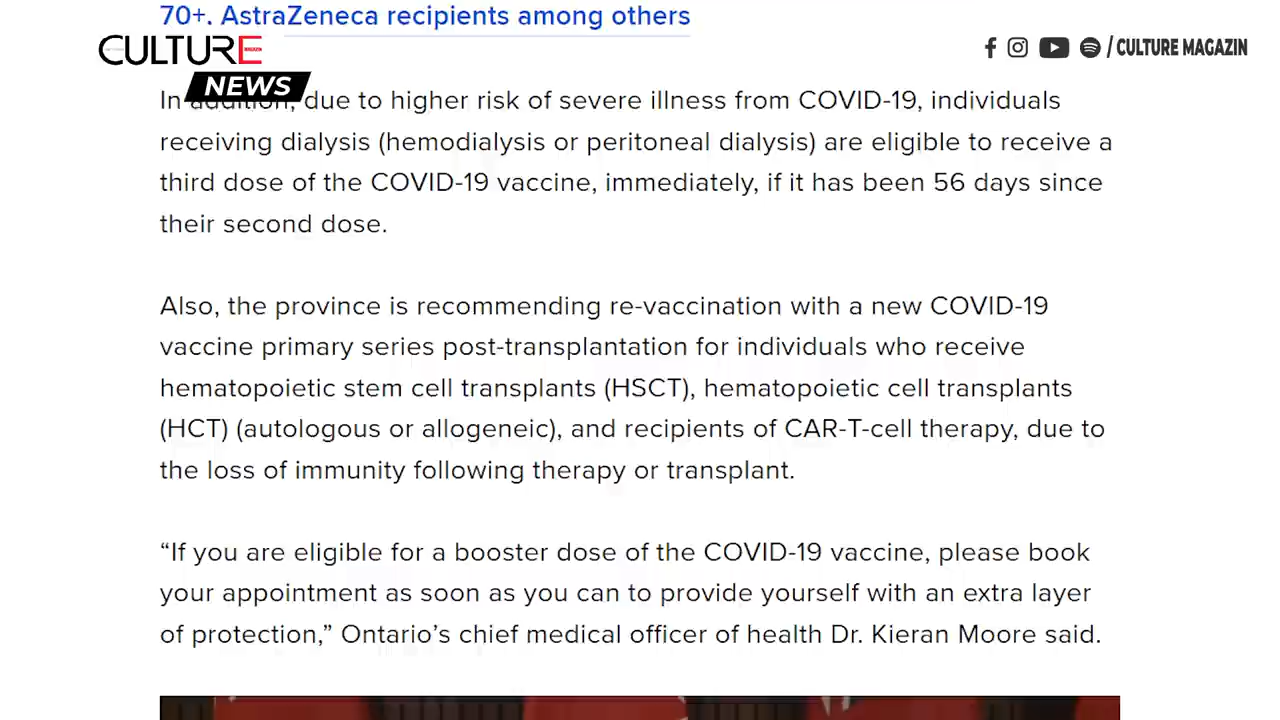 70+, AstraZeneca recipients among others
CULTURE
MAGAZIN
NEWS
/ CULTURE MAGAZIN
In addition, due to higher risk of severe illness from COVID-19, individuals
receiving dialysis (hemodialysis or peritoneal dialysis) are eligible to receive a
third dose of the COVID-19 vaccine, immediately, if it has been 56 days since
their second dose.
Also, the province is recommending re-vaccination with a new COVID-19
vaccine primary series post-transplantation for individuals who receive
hematopoietic stem cell transplants (HSCT), hematopoietic cell transplants
(HCT) (autologous or allogeneic), and recipients of CAR-T-cell therapy, due to
the loss of immunity following therapy or transplant.
“If you are eligible for a booster dose of the COVID-19 vaccine, please book
your appointment as soon as you can to provide yourself with an extra layer
of protection,” Ontario’s chief medical officer of health Dr. Kieran Moore said.